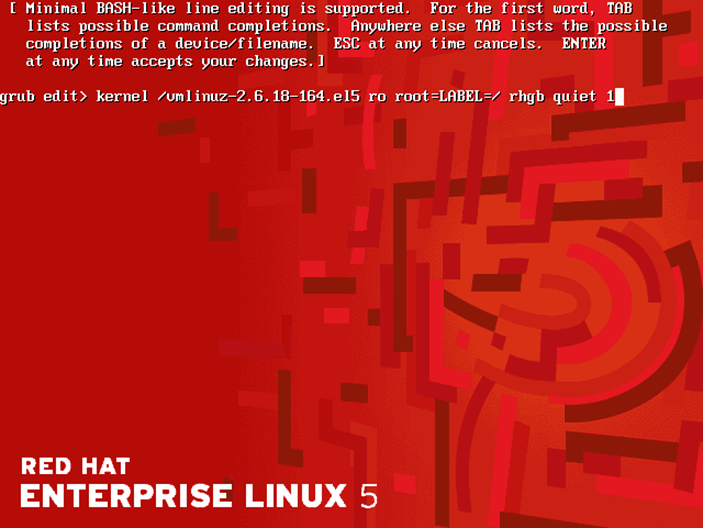 [ Minimal BASH-like line editing is supported.  For the first word, TAB
lists possible command completions.  Anywhere else TAB lists the possible
completions of a device/filename.  ESC at any time cancels.  ENTER
at any time accepts your changes.]
grub edit> kernel /vmlinuz-2.6.18-164.el5 ro root=LABEL=/ rhgb quiet 1
RED HAT
ENTERPRISE LINUX 5